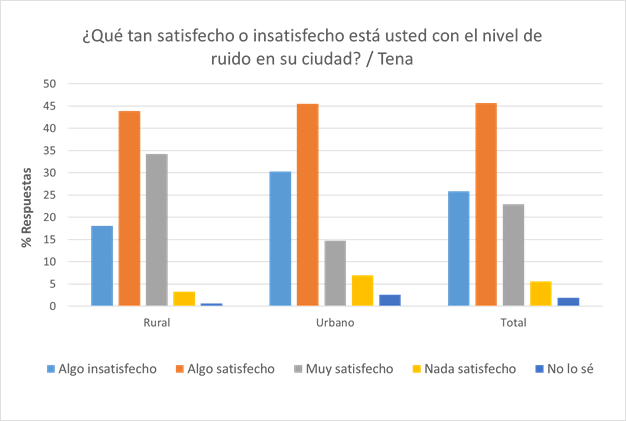 ¿Qué tan satisfecho o insatisfecho está usted con el nivel de
ruido en su ciudad? / Tena
% Respuestas
50
45
40
35
30
25
20
15
10
5
0
Rural Urbano Total
Algo insatisfecho Algo satisfecho Muy satisfecho Nada satisfecho No lo sé